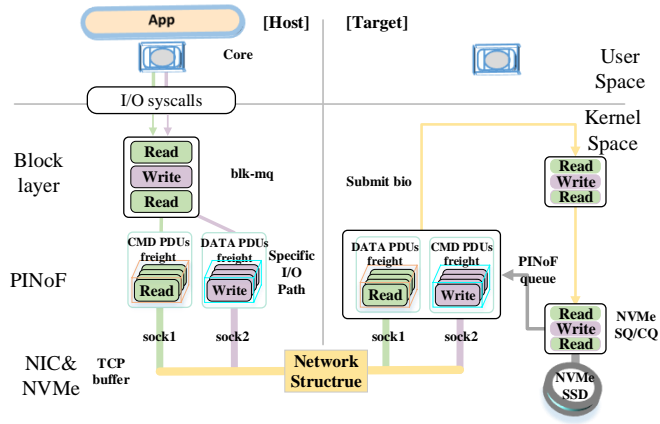 App
[Host]
[Target]
Core
User
Space
I/O syscalls
Kernel
Space
Block
layer
Read
Write
Read
blk-mq
Submit bio
Read
Write
Read
CMD PDUs
freight
Read
DATA PDUs
freight
Write
Specific
I/O
Path
DATA PDUs
freight
Read
CMD PDUs
freight
Write
PINoF
queue
PINoF
Read
Write
Read
NVMe
SQ/CQ
sock1
sock2
sock1
sock2
NIC&
NVMe
TCP
buffer
Network
Structrue
NVMe
SSD